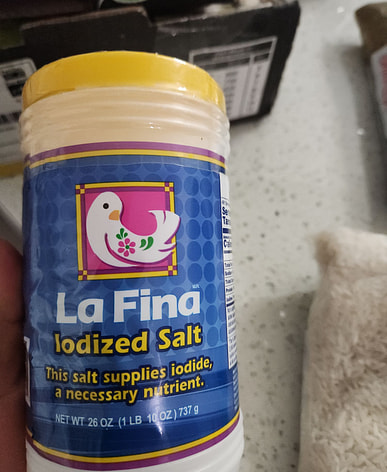 La Fina
Iodized Salt
This salt supplies iodide,
a necessary nutrient.
NET WT 26 OZ (1 LB 10 OZ) 737 g